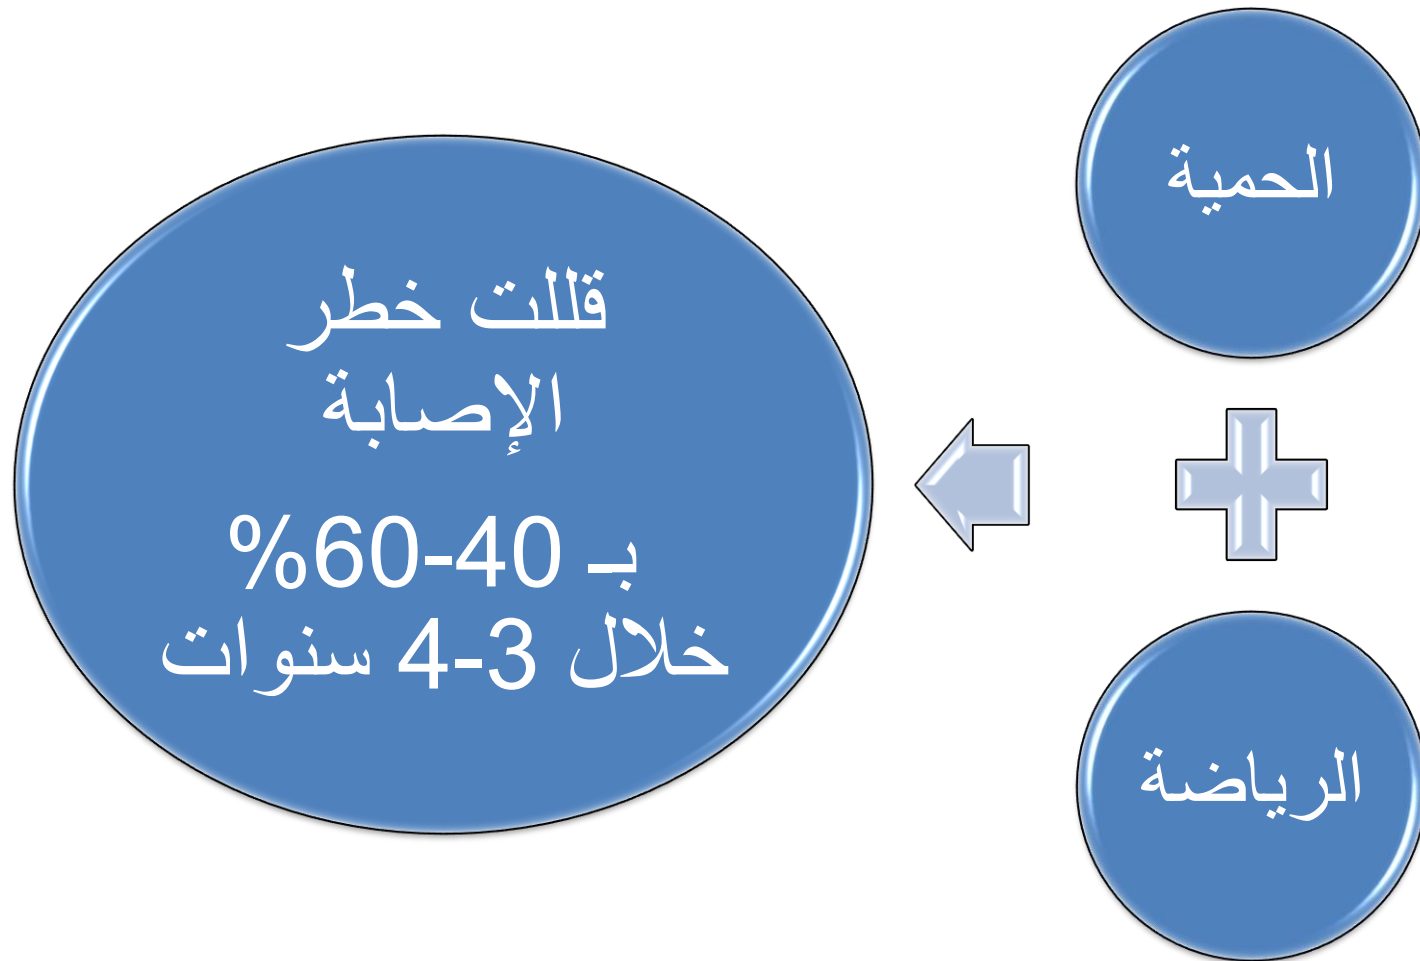 الحمية
الرياضة
قللت خطر
الإصابة
بـ 40-60%
خلال 3-4 سنوات